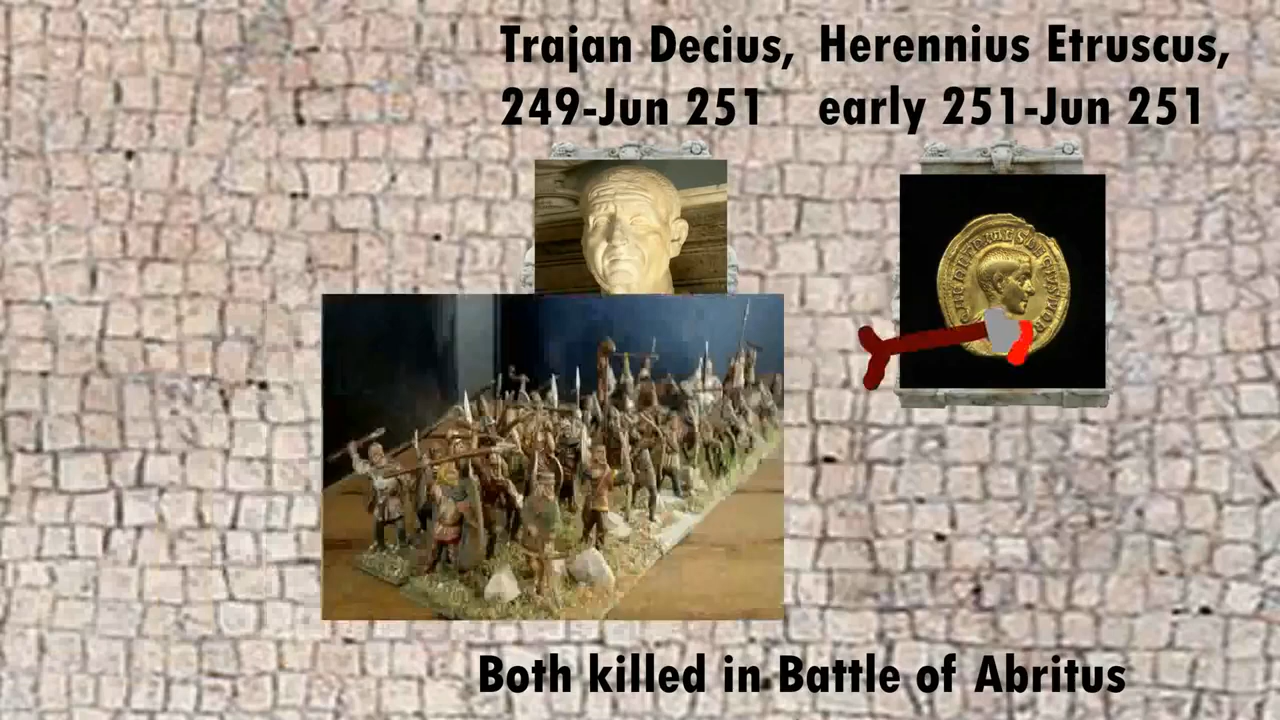 Trajan Decius,
249-Jun 251
Herennius Etruscus,
early 251-Jun 251
Both killed in Battle of Abritus